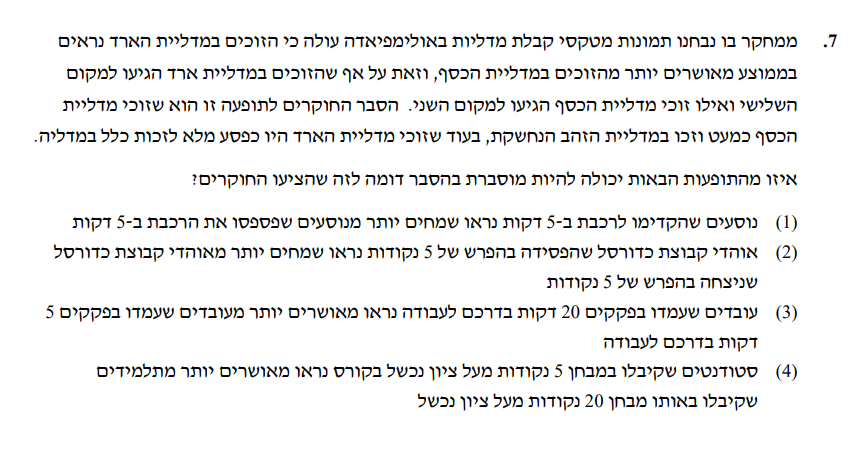 7. ממחקר בו נבחנו תמונות מטקסי קבלת מדליות באולימפיאדה עולה כי הזוכים במדליית הארד נראים
בממוצע מאושרים יותר מהזוכים במדליית הכסף, וזאת על אף שהזוכים במדליית ארד הגיעו למקום
השלישי ואילו זוכי מדליית הכסף הגיעו למקום השני. הסבר החוקרים לתופעה זו הוא שזוכי מדליית
הכסף כמעט וזכו במדליית הזהב הנחשקת, בעוד שזוכי מדליית הארד היו כפסע מלא לזכות כלל במדליה.
איזו מהתופעות הבאות יכולה להיות מוסברת בהסבר דומה לזה שהציעו החוקרים?
(1) נוסעים שהקדימו לרכבת ב-5 דקות נראו שמחים יותר מנוסעים שפספסו את הרכבת ב-5 דקות
(2) אוהדי קבוצת כדורסל שהפסידה בהפרש של 5 נקודות נראו שמחים יותר מאוהדי קבוצת כדורסל
שניצחה בהפרש של 5 נקודות
(3) עובדים שעמדו בפקקים 20 דקות בדרכם לעבודה נראו מאושרים יותר מעובדים שעמדו בפקקים 5
דקות בדרכם לעבודה
(4) סטודנטים שקיבלו במבחן 5 נקודות מעל ציון נכשל בקורס נראו מאושרים יותר מתלמידים
שקיבלו באותו מבחן 20 נקודות מעל ציון נכשל